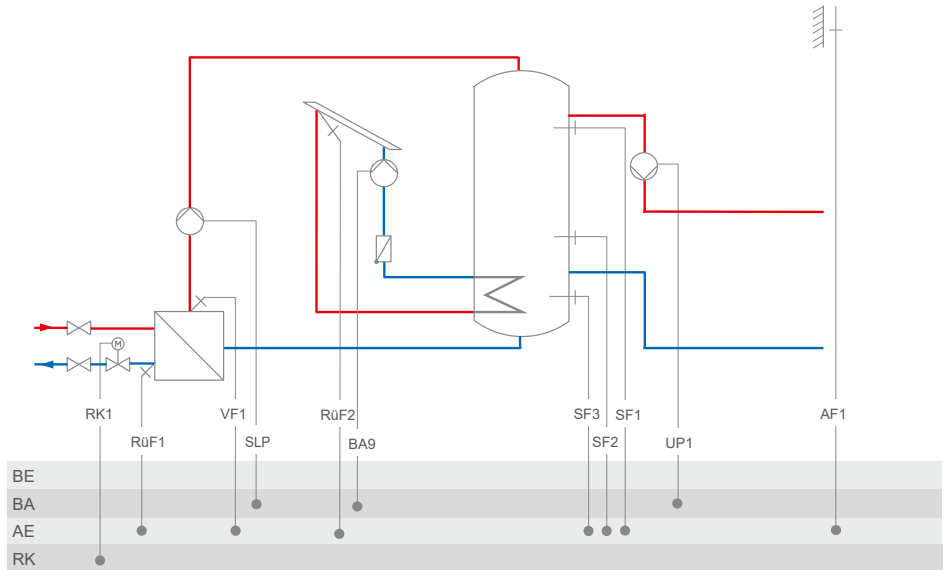 M
RK1 VF1 RüF2 SF3 SF1 AF1
RüF1 SLP BA9 SF2 UP1
BE
BA
AE
RK